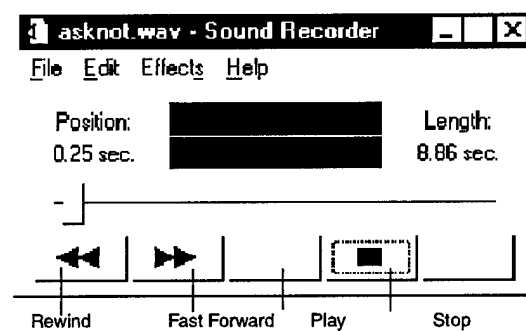 asknot.wav - Sound Recorder
File Edit Effects Help
Position: Length:
0.25 sec. 8.86 sec.
Rewind Fast Forward Play Stop